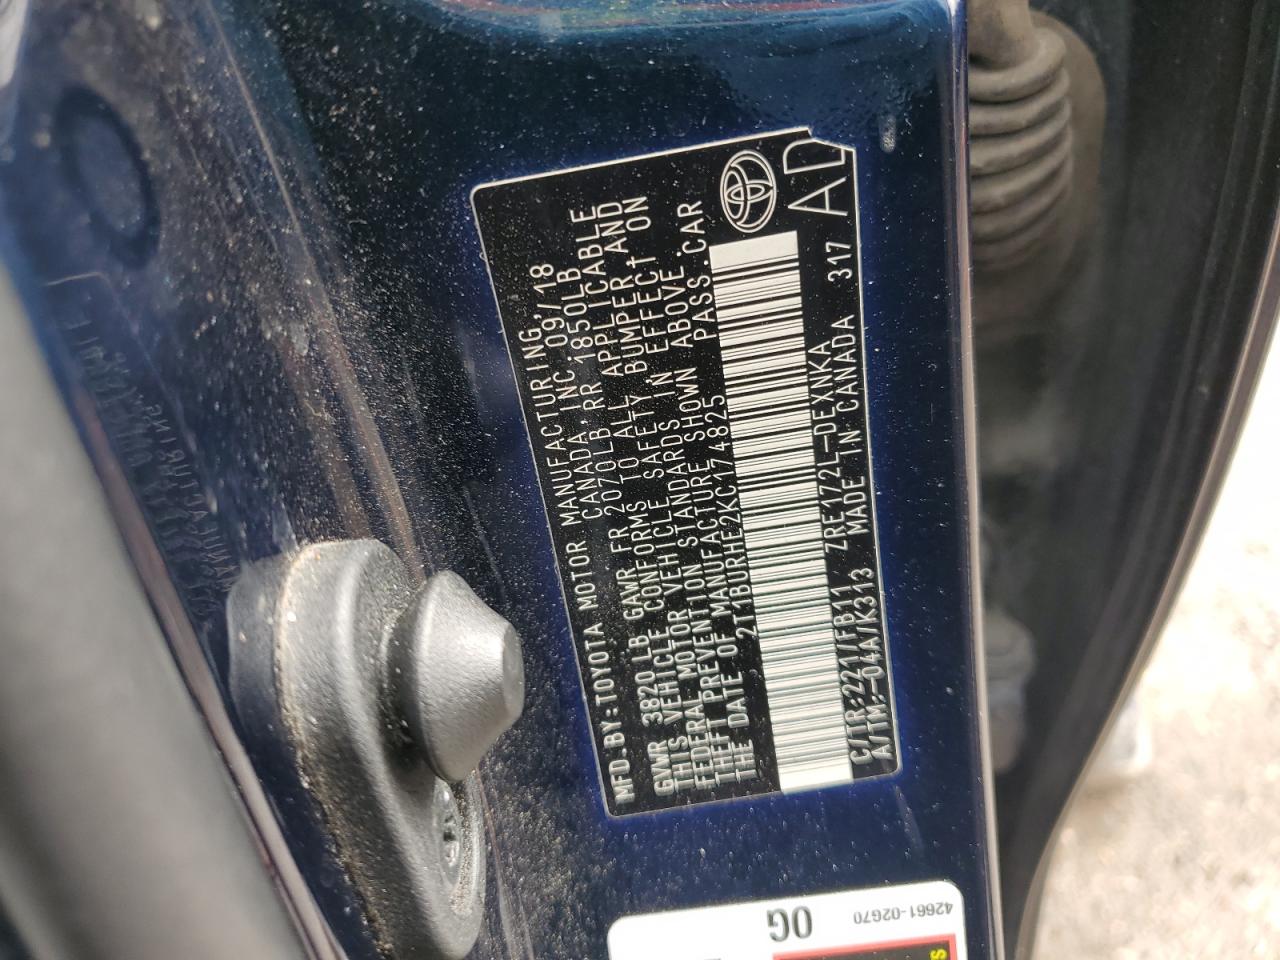 MFD.BY:TOYOTA MOTOR MANUFACTURING,
CANADA,INC. 09/18
GVWR 3820LB GAWR FR 2070LB,RR 1850LB
THIS VEHICLE CONFORMS TO ALL APPLICABLE
FEDERAL MOTOR VEHICLE SAFETY,BUMPER,AND
THEFT PREVENTION STANDARDS IN EFFECT ON
THE DATE OF MANUFACTURE SHOWN ABOVE.
PASS.CAR
2T1BURHE2KC174825
C/TR:221/FB11 ZRE172L-DEXNKA 317 AD
A/TM:-04A/K313 MADE IN CANADA
0G
42661-02G70